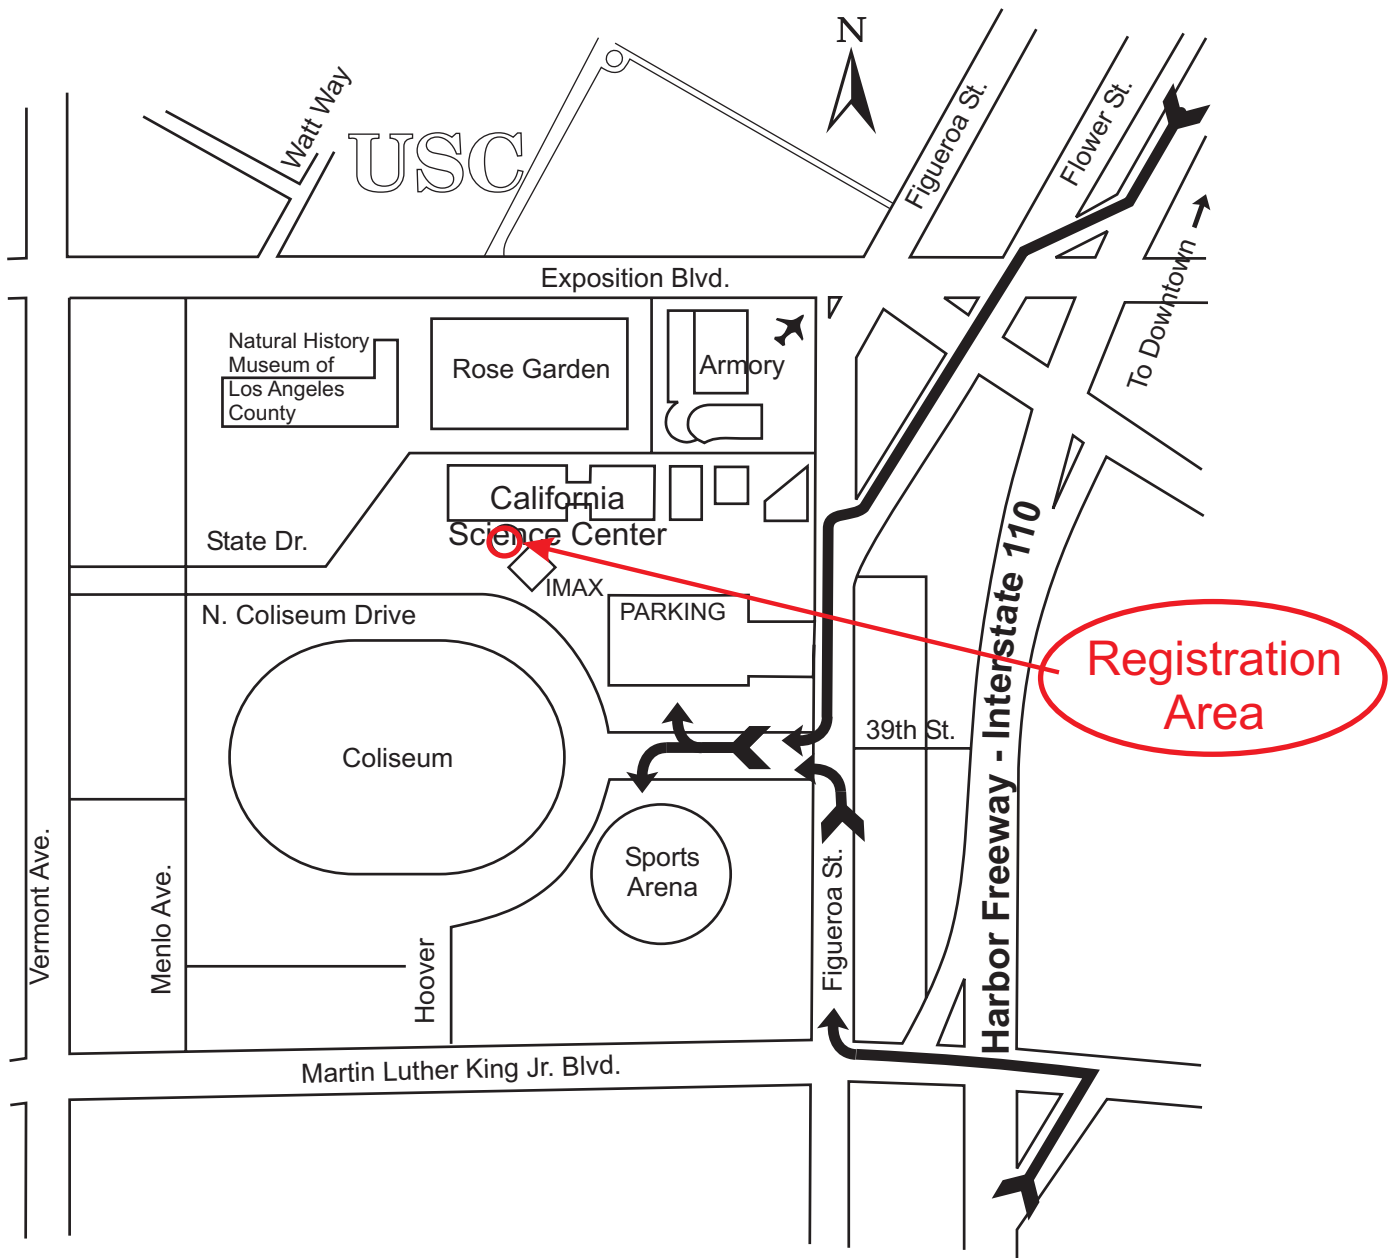 N
Watt Way
USC
Figueroa St.
Flower St.
Exposition Blvd.
To Downtown
Natural History
Museum of
Los Angeles
County
Rose Garden
Armory
California
Science Center
State Dr.
IMAX
N. Coliseum Drive
PARKING
Registration
Area
Harbor Freeway - Interstate 110
39th St.
Coliseum
Sports
Arena
Vermont Ave.
Menlo Ave.
Hoover
Figueroa St.
Martin Luther King Jr. Blvd.